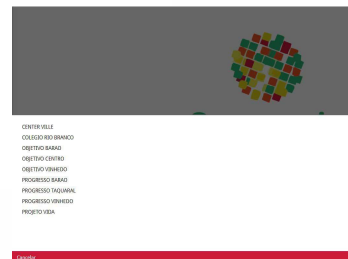 CENTER VILLE
COLEGIO RIO BRANCO
OBJETIVO BARAO
OBJETIVO CENTRO
OBJETIVO VINHEDO
PROGRESSO BARAO
PROGRESSO TAQUARAL
PROGRESSO VINHEDO
PROJETO VIDA
Cancelar